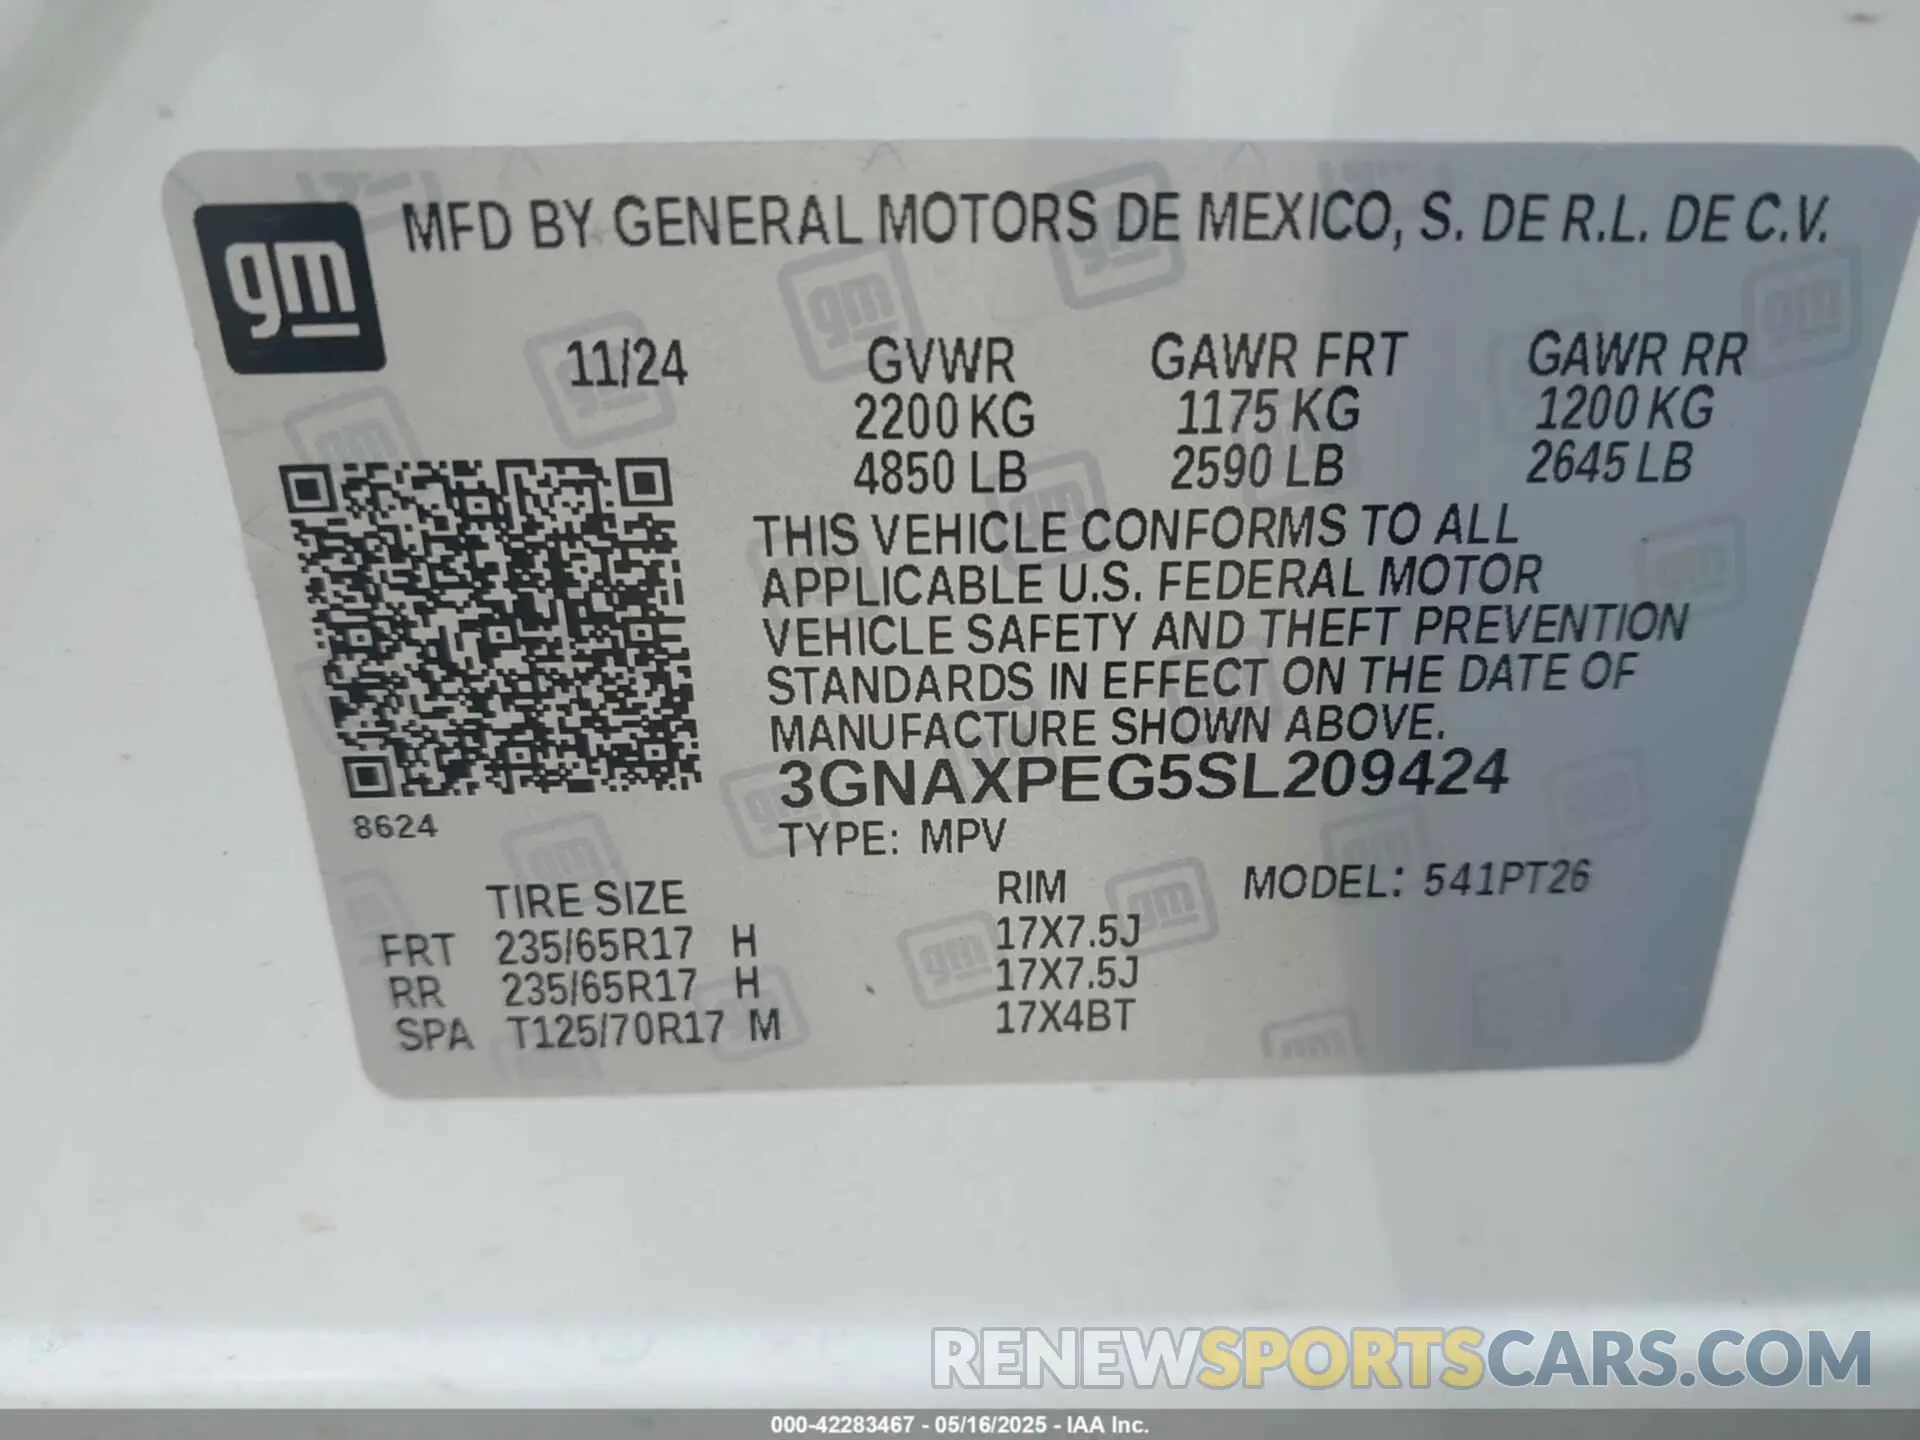 gm MFD BY GENERAL MOTORS DE MEXICO, S. DE R.L. DE C.V.
11/24 GVWR GAWR FRT GAWR RR
2200 KG 1175 KG 1200 KG
4850 LB 2590 LB 2645 LB
THIS VEHICLE CONFORMS TO ALL
APPLICABLE U.S. FEDERAL MOTOR
VEHICLE SAFETY AND THEFT PREVENTION
STANDARDS IN EFFECT ON THE DATE OF
MANUFACTURE SHOWN ABOVE.
3GNAXPEG5SL209424
8624 TYPE: MPV
TIRE SIZE RIM MODEL: 541PT26
FRT 235/65R17 H 17X7.5J
RR 235/65R17 H 17X7.5J
SPA T125/70R17 M 17X4BT
RENEWSPORTSCARS.COM
000-42283467 - 05/16/2025 - IAA Inc.